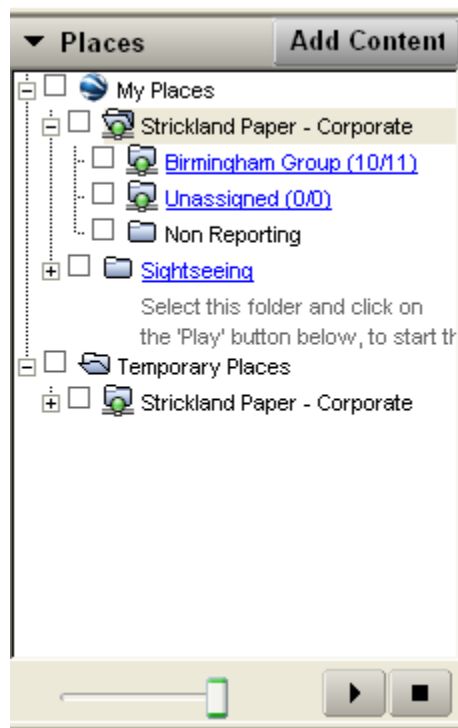 Places
Add Content
My Places
Strickland Paper - Corporate
Birmingham Group (10/11)
Unassigned (0/0)
Non Reporting
Sightseeing
Select this folder and click on
the 'Play' button below, to start th
Temporary Places
Strickland Paper - Corporate